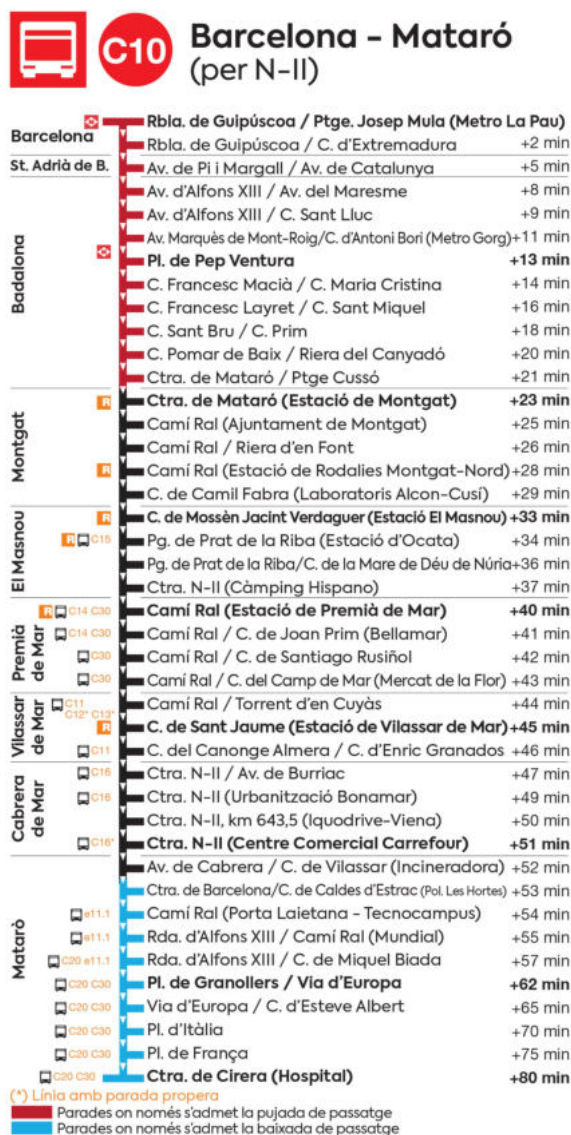 C10
Barcelona - Mataró
(per N-II)
Barcelona
Rbla. de Guipúscoa / Ptge. Josep Mula (Metro La Pau)
Rbla. de Guipúscoa / C. d'Extremadura +2 min
St. Adrià de B.
Av. de Pi i Margall / Av. de Catalunya +5 min
Badalona
Av. d'Alfons XIII / Av. del Maresme +8 min
Av. d'Alfons XIII / C. Sant Lluc +9 min
Av. Marquès de Mont-Roig/C. d'Antoni Bori (Metro Gorg) +11 min
Pl. de Pep Ventura +13 min
C. Francesc Macià / C. Maria Cristina +14 min
C. Francesc Layret / C. Sant Miquel +16 min
C. Sant Bru / C. Prim +18 min
C. Pomar de Baix / Riera del Canyadó +20 min
Ctra. de Mataró / Ptge Cussó +21 min
Montgat
R Ctra. de Mataró (Estació de Montgat) +23 min
Camí Ral (Ajuntament de Montgat) +25 min
Camí Ral / Riera d'en Font +26 min
R Camí Ral (Estació de Rodalies Montgat-Nord) +28 min
C. de Camil Fabra (Laboratoris Alcon-Cusí) +29 min
El Masnou
R C. de Mossèn Jacint Verdaguer (Estació El Masnou) +33 min
R C15 Pg. de Prat de la Riba (Estació d'Ocata) +34 min
Pg. de Prat de la Riba/C. de la Mare de Déu de Núria +36 min
Ctra. N-II (Càmping Hispano) +37 min
Premià de Mar
R C14 C30 Camí Ral (Estació de Premià de Mar) +40 min
C14 C30 Camí Ral / C. de Joan Prim (Bellamar) +41 min
C30 Camí Ral / C. de Santiago Rusiñol +42 min
C30 Camí Ral / C. del Camp de Mar (Mercat de la Flor) +43 min
Vilassar de Mar
C11 C12* C13* Camí Ral / Torrent d'en Cuyàs +44 min
R C. de Sant Jaume (Estació de Vilassar de Mar) +45 min
C11 C. del Canonge Almera / C. d'Enric Granados +46 min
Cabrera de Mar
C16 Ctra. N-II / Av. de Burriac +47 min
C16 Ctra. N-II (Urbanització Bonamar) +49 min
Ctra. N-II, km 643,5 (Iquodrive-Viena) +50 min
C16* Ctra. N-II (Centre Comercial Carrefour) +51 min
Mataró
Av. de Cabrera / C. de Vilassar (Incineradora) +52 min
Ctra. de Barcelona/C. de Caldes d'Estrac (Pol. Les Hortes) +53 min
e11.1 Camí Ral (Porta Laietana - Tecnocampus) +54 min
e11.1 Rda. d'Alfons XIII / Camí Ral (Mundial) +55 min
C20 e11.1 Rda. d'Alfons XIII / C. de Miquel Biada +57 min
C20 C30 Pl. de Granollers / Via d'Europa +62 min
C20 C30 Via d'Europa / C. d'Esteve Albert +65 min
C20 C30 Pl. d'Itàlia +70 min
C20 C30 Pl. de França +75 min
C20 C30 Ctra. de Cirera (Hospital) +80 min
(*) Línia amb parada propera
Parades on només s'admet la pujada de passatge
Parades on només s'admet la baixada de passatge